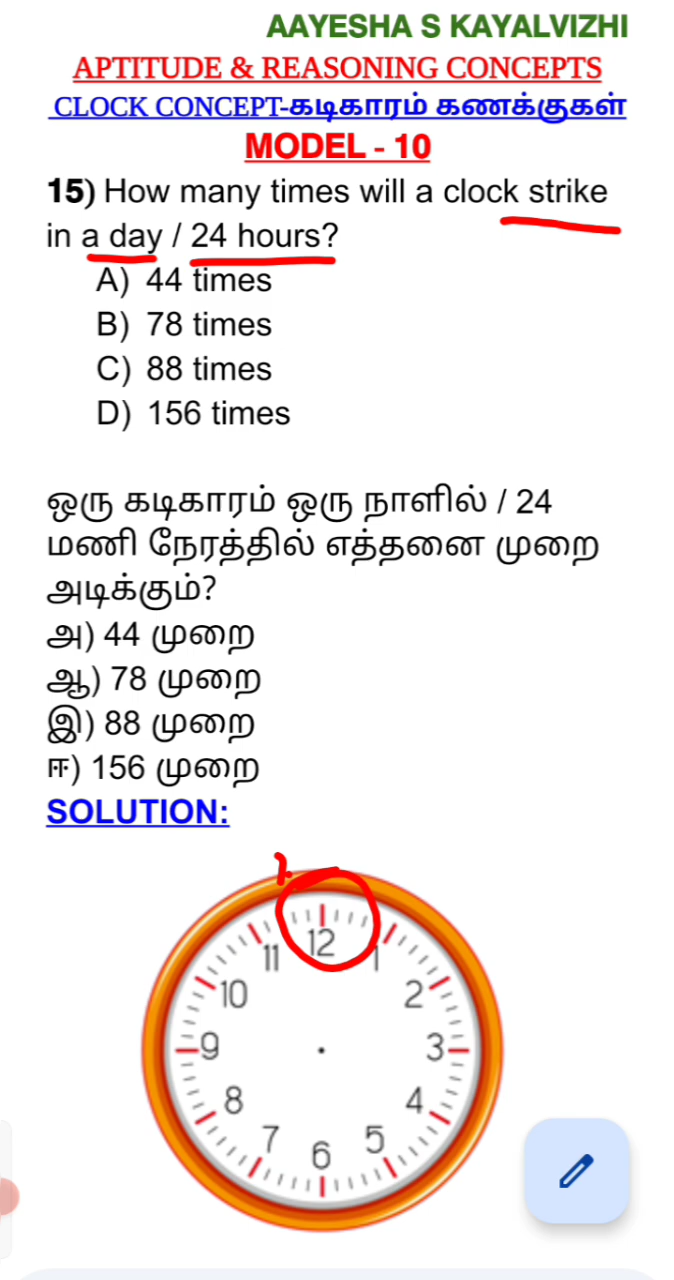 AAYESHA S KAYALVIZHI
APTITUDE & REASONING CONCEPTS
CLOCK CONCEPT-கடிகாரம் கணக்குகள்
MODEL - 10
15) How many times will a clock strike
in a day / 24 hours?
A) 44 times
B) 78 times
C) 88 times
D) 156 times
ஒரு கடிகாரம் ஒரு நாளில் / 24
மணி நேரத்தில் எத்தனை முறை
அடிக்கும்?
அ) 44 முறை
ஆ) 78 முறை
இ) 88 முறை
ஈ) 156 முறை
SOLUTION:
12
11 1
10 2
9 3
8 4
7 5
6